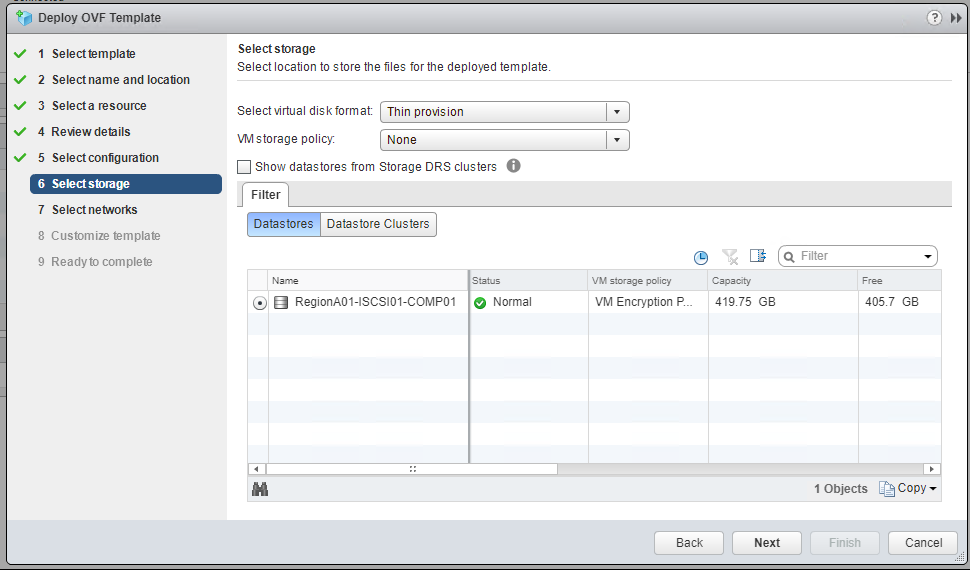 Deploy OVF Template
1 Select template
2 Select name and location
3 Select a resource
4 Review details
5 Select configuration
6 Select storage
7 Select networks
8 Customize template
9 Ready to complete
Select storage
Select location to store the files for the deployed template.
Select virtual disk format: Thin provision
VM storage policy: None
Show datastores from Storage DRS clusters
Filter
Datastores Datastore Clusters
Filter
Name Status VM storage policy Capacity Free
RegionA01-ISCSI01-COMP01 Normal VM Encryption P... 419.75 GB 405.7 GB
1 Objects Copy
Back Next Finish Cancel